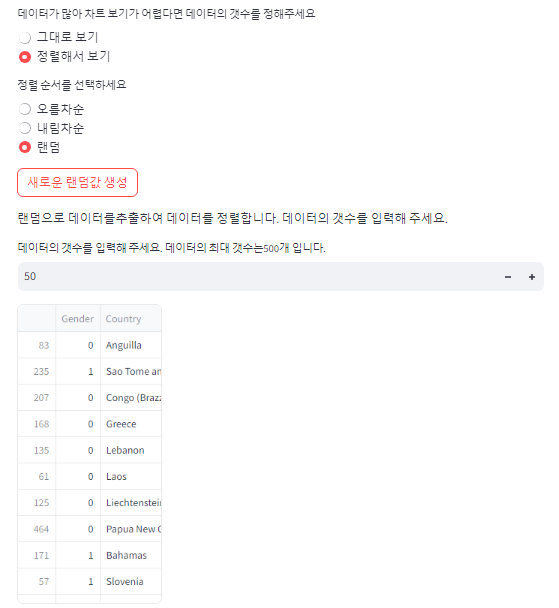 데이터가 많아 차트 보기가 어렵다면 데이터의 갯수를 정해주세요
그대로 보기
정렬해서 보기
정렬 순서를 선택하세요
오름차순
내림차순
랜덤
새로운 랜덤값 생성
랜덤으로 데이터를추출하여 데이터를 정렬합니다. 데이터의 갯수를 입력해 주세요.
데이터의 갯수를 입력해 주세요. 데이터의 최대 갯수는500개 입니다.
50
Gender Country
83 0 Anguilla
235 1 Sao Tome an
207 0 Congo (Brazz
168 0 Greece
135 0 Lebanon
61 0 Laos
125 0 Liechtenstein
464 0 Papua New G
171 1 Bahamas
57 1 Slovenia